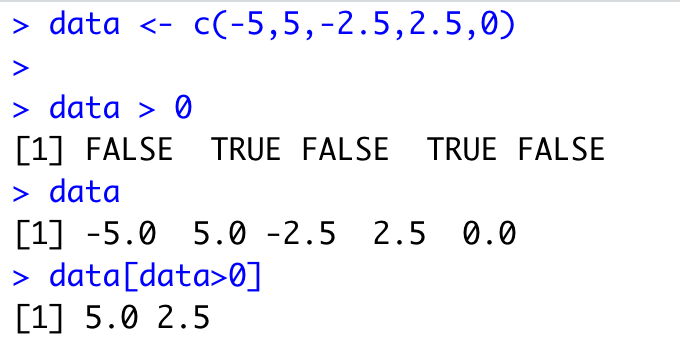 > data <- c(-5,5,-2.5,2.5,0)
>
> data > 0
[1] FALSE  TRUE FALSE  TRUE FALSE
> data
[1] -5.0  5.0 -2.5  2.5  0.0
> data[data>0]
[1] 5.0 2.5